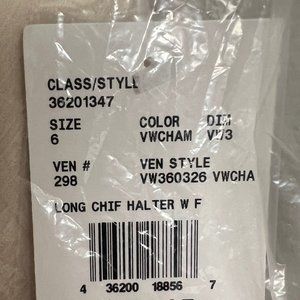 CLASS/STYLE
36201347
SIZE COLOR DIM
6 VWCHAM VW3
VEN # VEN STYLE
298 VW360326 VWCHA
LONG CHIF HALTER W F
4 36200 18856 7